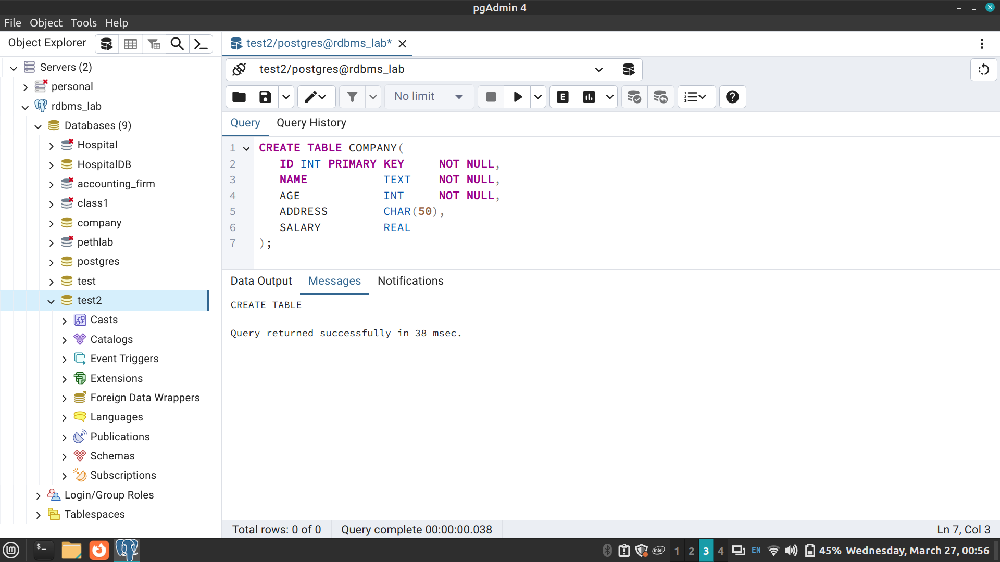 pgAdmin 4
File Object Tools Help
Object Explorer
test2/postgres@rdbms_lab*
Servers (2)
personal
rdbms_lab
Databases (9)
Hospital
HospitalDB
accounting_firm
class1
company
pethlab
postgres
test
test2
Casts
Catalogs
Event Triggers
Extensions
Foreign Data Wrappers
Languages
Publications
Schemas
Subscriptions
Login/Group Roles
Tablespaces
test2/postgres@rdbms_lab
No limit
E
Query Query History
1 CREATE TABLE COMPANY(
2 ID INT PRIMARY KEY NOT NULL,
3 NAME TEXT NOT NULL,
4 AGE INT NOT NULL,
5 ADDRESS CHAR(50),
6 SALARY REAL
7 );
Data Output Messages Notifications
CREATE TABLE
Query returned successfully in 38 msec.
Total rows: 0 of 0 Query complete 00:00:00.038 Ln 7, Col 3
intel 1 2 3 4 EN 45% Wednesday, March 27, 00:56